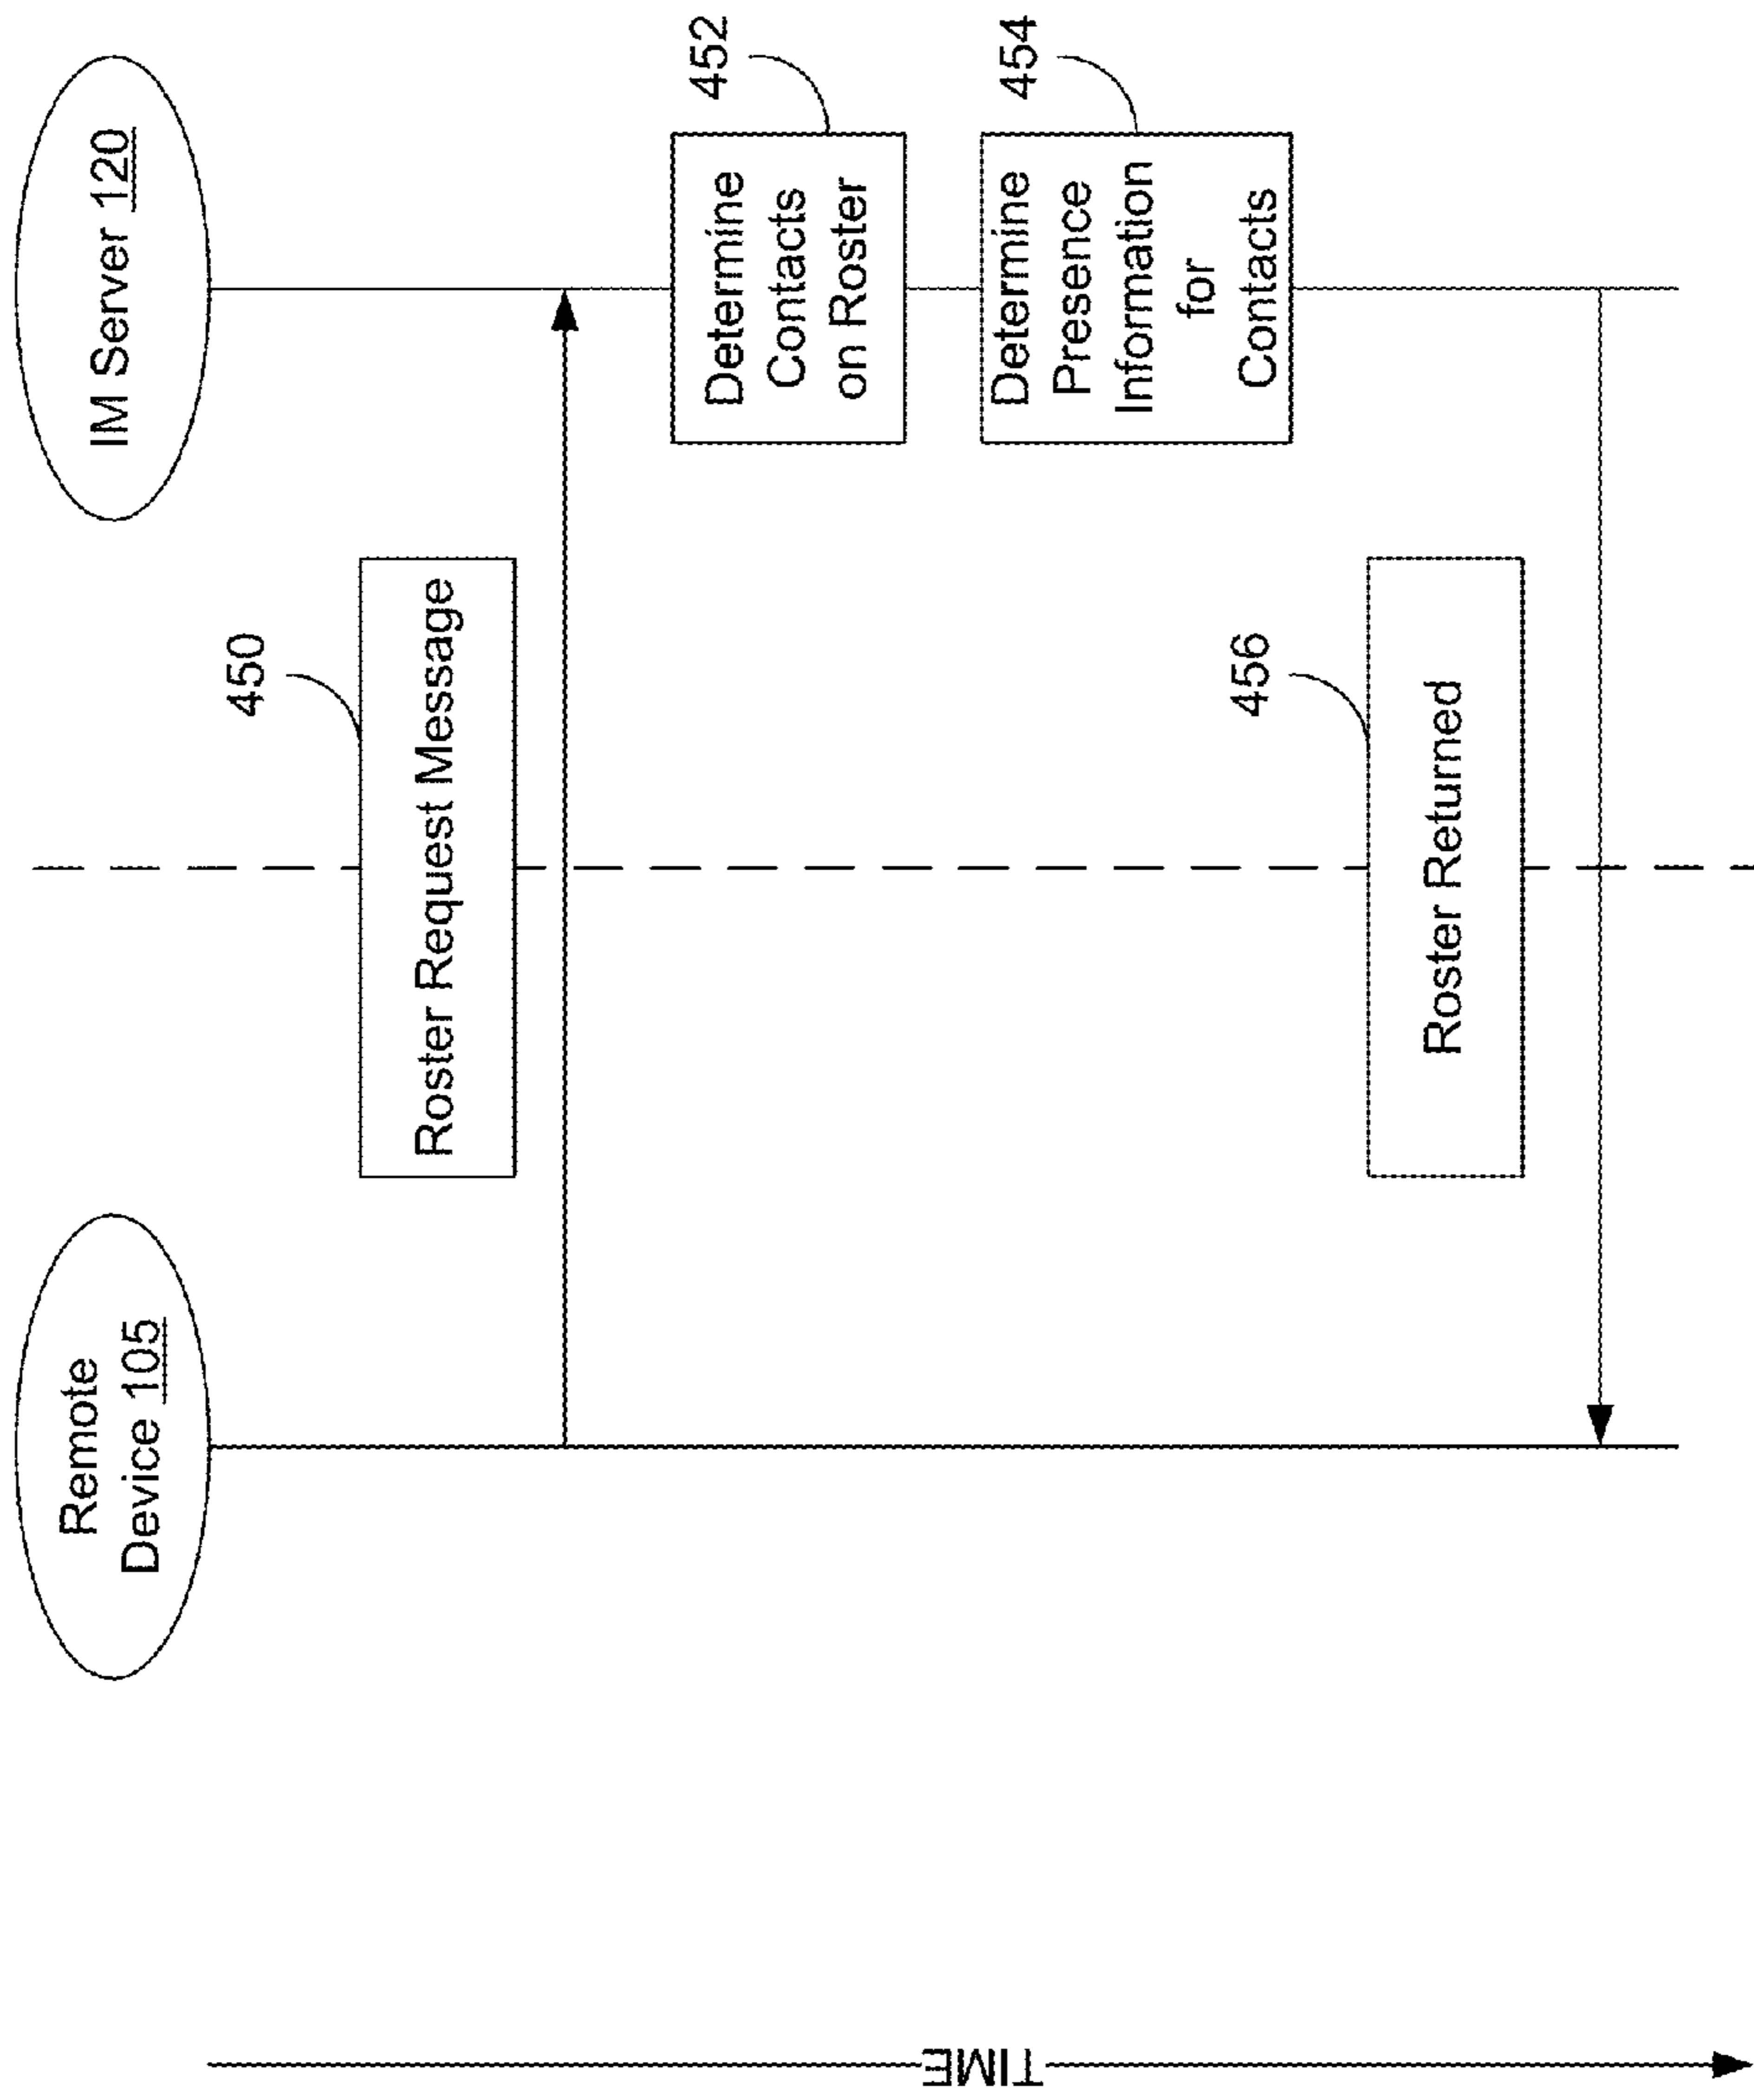 Remote
Device 105
IM Server 120
450
Roster Request Message
452
Determine
Contacts
on Roster
454
Determine
Presence
Information
for
Contacts
456
Roster Returned
TIME